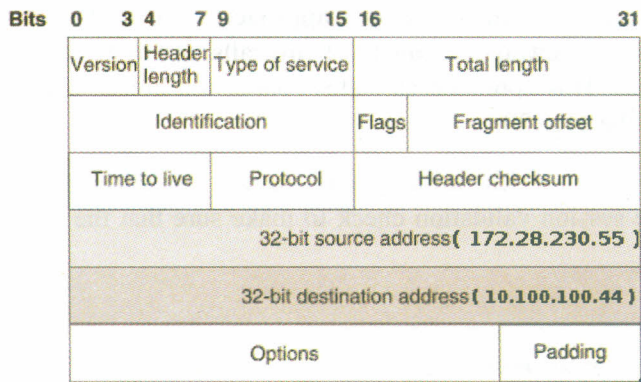 Bits 0 3 4 7 9 15 16 31
Version Header length Type of service Total length
Identification Flags Fragment offset
Time to live Protocol Header checksum
32-bit source address( 172.28.230.55 )
32-bit destination address( 10.100.100.44 )
Options Padding